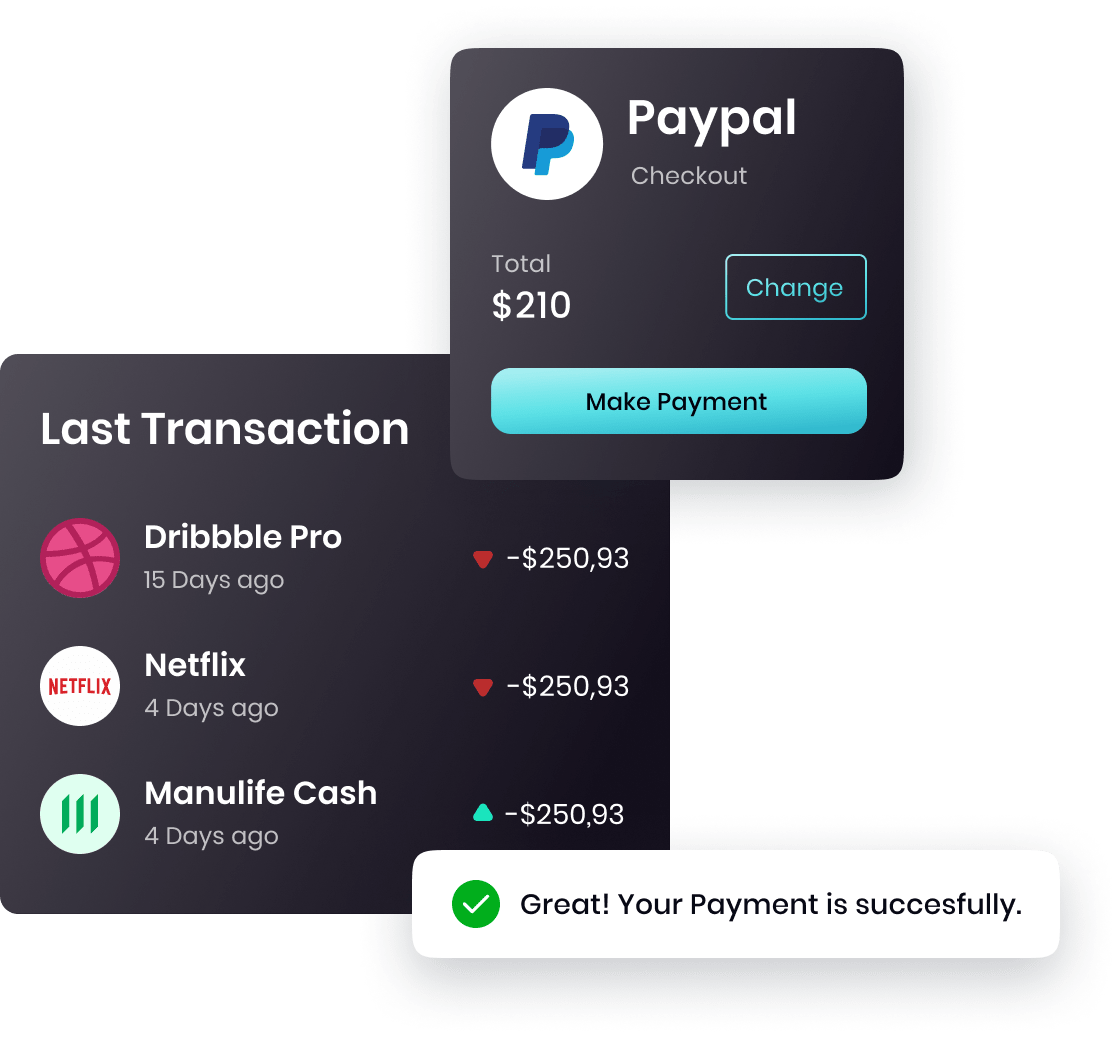 Paypal
Checkout
Total
$210
Change
Make Payment
Last Transaction
Dribbble Pro
15 Days ago
-$250,93
Netflix
4 Days ago
NETFLIX
-$250,93
Manulife Cash
4 Days ago
-$250,93
Great! Your Payment is succesfully.